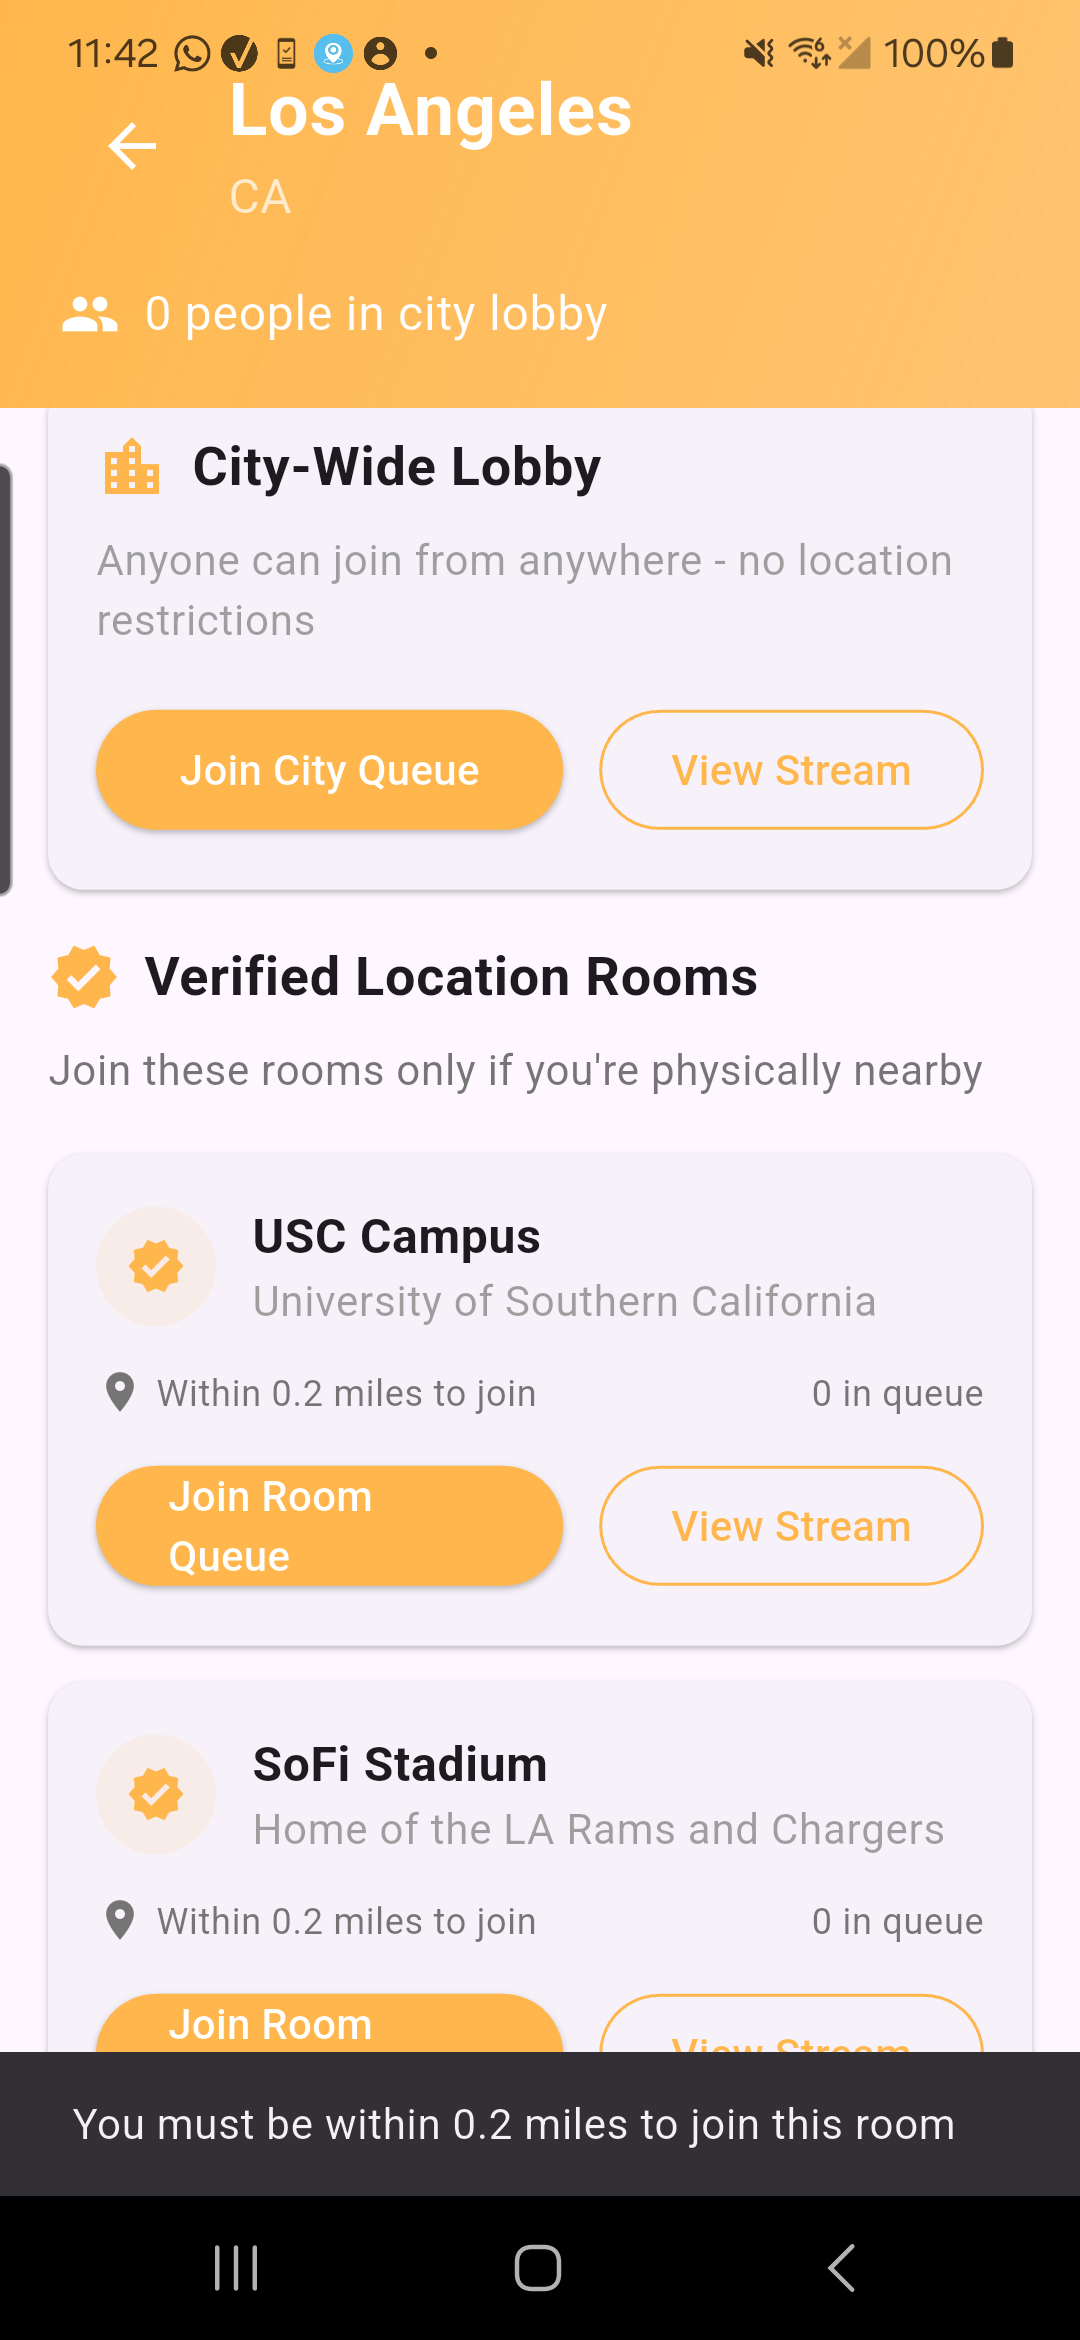 11:42
100%
Los Angeles
CA
0 people in city lobby
City-Wide Lobby
Anyone can join from anywhere - no location
restrictions
Join City Queue
View Stream
Verified Location Rooms
Join these rooms only if you're physically nearby
USC Campus
University of Southern California
Within 0.2 miles to join
0 in queue
Join Room
Queue
View Stream
SoFi Stadium
Home of the LA Rams and Chargers
Within 0.2 miles to join
0 in queue
Join Room
View Stream
You must be within 0.2 miles to join this room